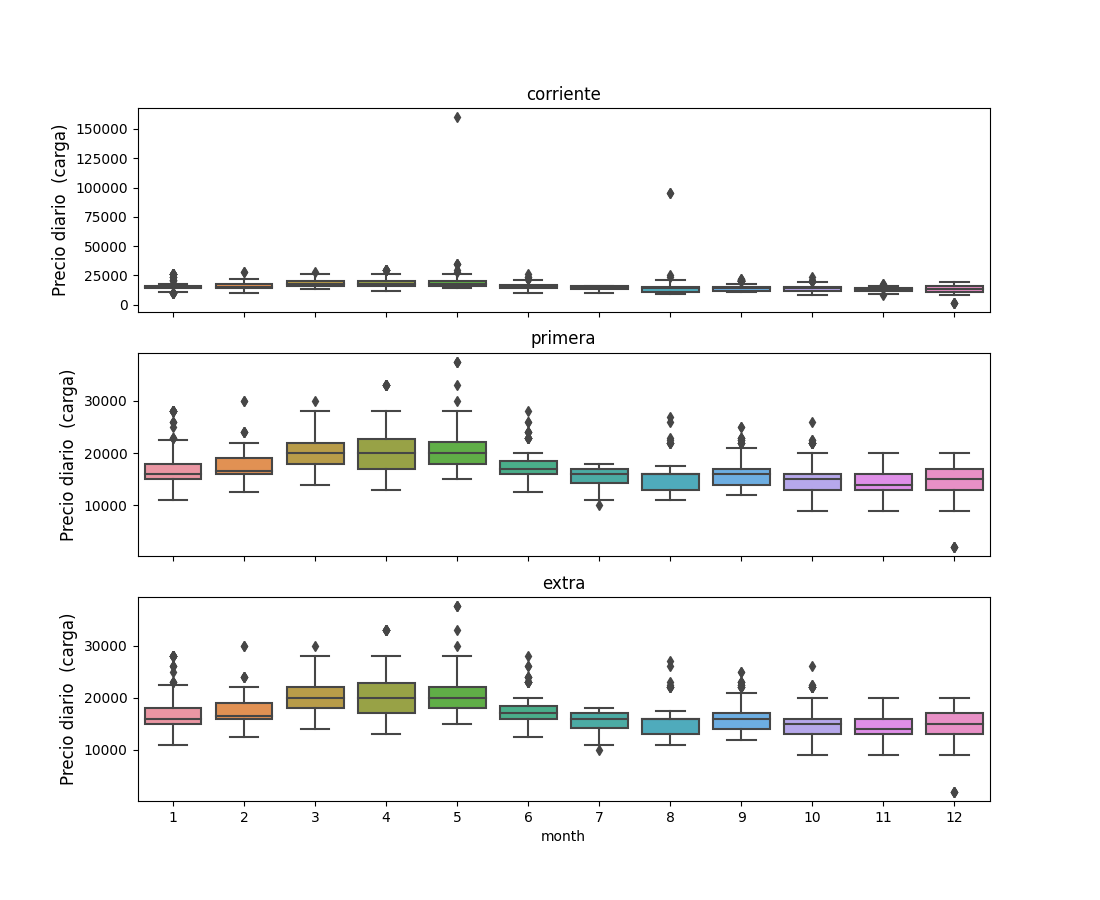 corriente
Precio diario  (carga)
150000
125000
100000
75000
50000
25000
0
primera
Precio diario  (carga)
30000
20000
10000
extra
Precio diario  (carga)
30000
20000
10000
1 2 3 4 5 6 7 8 9 10 11 12
month